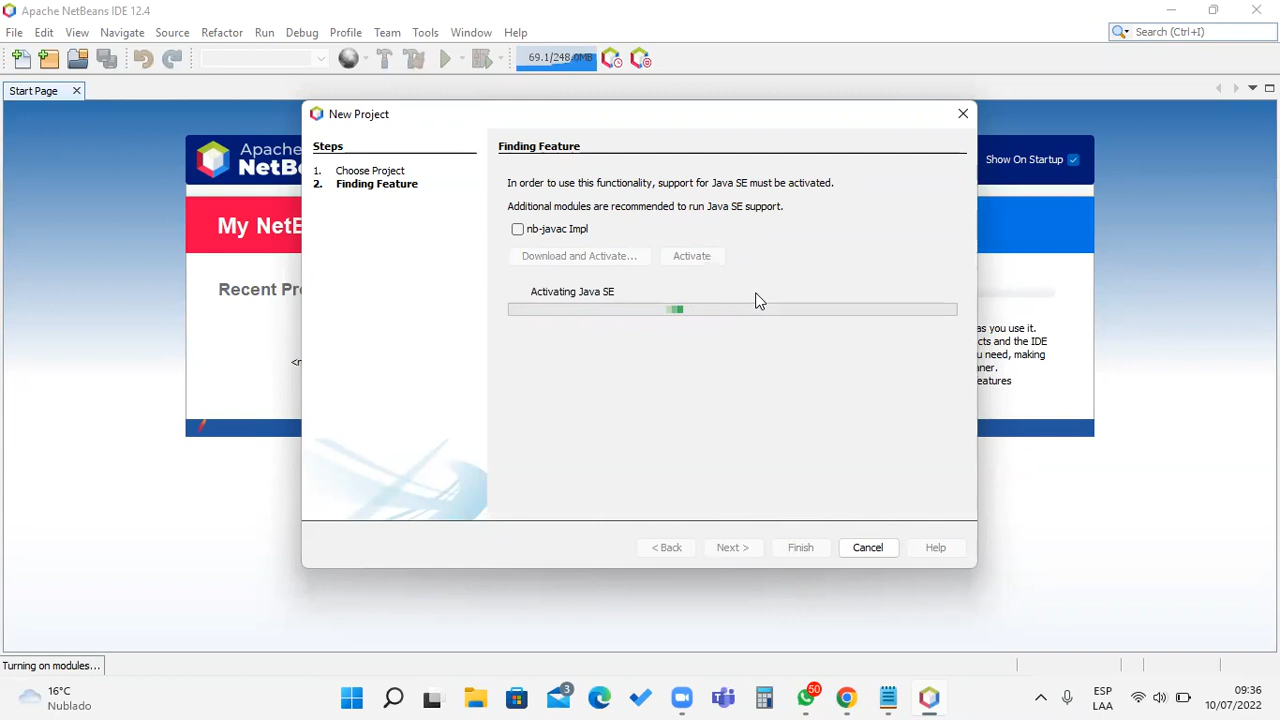 Apache NetBeans IDE 12.4
File Edit View Navigate Source Refactor Run Debug Profile Team Tools Window Help
Search (Ctrl+I)
69.1/248.0MB
Start Page
New Project
Apache
NetB
Show On Startup
Steps
1. Choose Project
2. Finding Feature
Finding Feature
In order to use this functionality, support for Java SE must be activated.
Additional modules are recommended to run Java SE support.
nb-javac Impl
Download and Activate... Activate
Activating Java SE
My NetB
Recent Pr
<n
as you use it.
cts and the IDE
u need, making
nner.
eatures
< Back Next > Finish Cancel Help
Turning on modules...
16°C
Nublado
3
50
ESP
LAA
09:36
10/07/2022